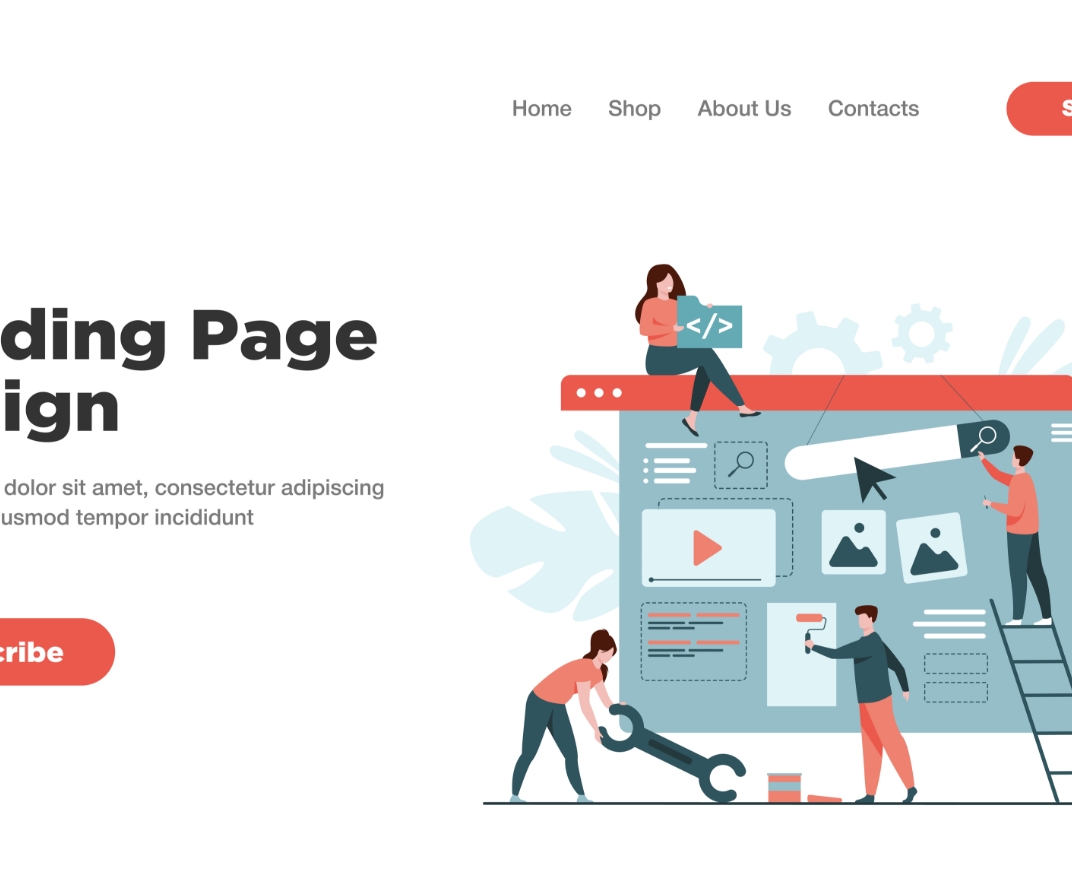 Home Shop About Us Contacts S
ding Page
ign
dolor sit amet, consectetur adipiscing
usmod tempor incididunt
cribe
</>